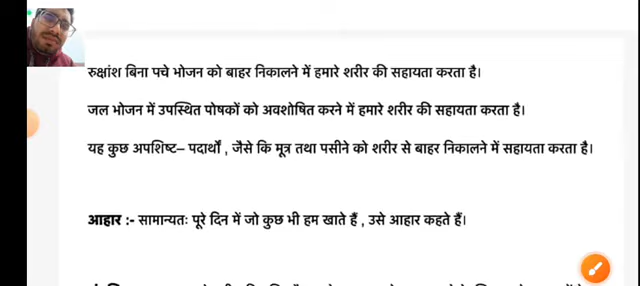 रुक्षांश बिना पचे भोजन को बाहर निकालने में हमारे शरीर की सहायता करता है।
जल भोजन में उपस्थित पोषकों को अवशोषित करने में हमारे शरीर की सहायता करता है।
यह कुछ अपशिष्ट– पदार्थों , जैसे कि मूत्र तथा पसीने को शरीर से बाहर निकालने में सहायता करता है।
आहार :- सामान्यतः पूरे दिन में जो कुछ भी हम खाते हैं , उसे आहार कहते हैं।